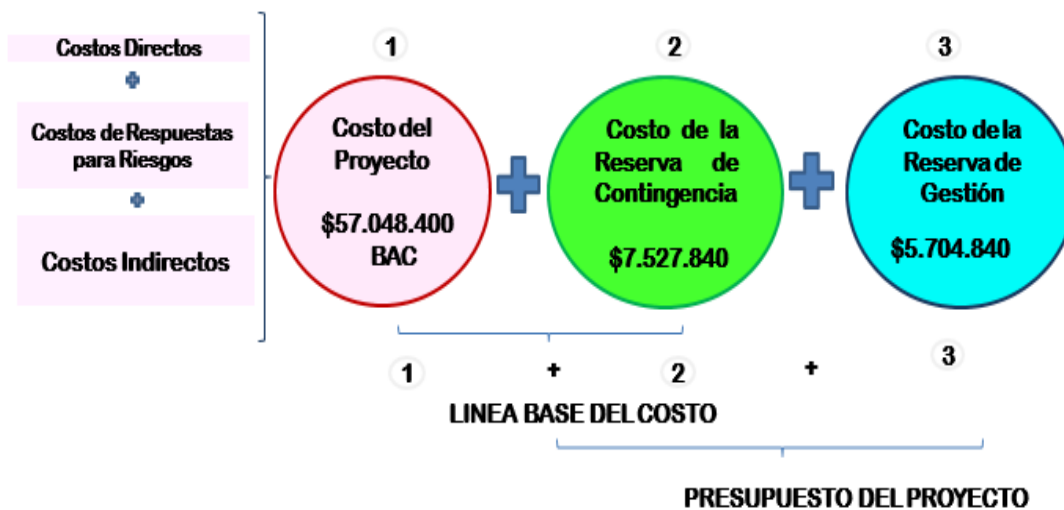 Costos Directos
Costos de Respuestas
para Riesgos
Costos Indirectos
1
Costo del
Proyecto
$57.048.400
BAC
2
Costo de la
Reserva de
Contingencia
$7.527.840
3
Costo de la
Reserva de
Gestión
$5.704.840
1 + 2 + 3
LINEA BASE DEL COSTO
PRESUPUESTO DEL PROYECTO